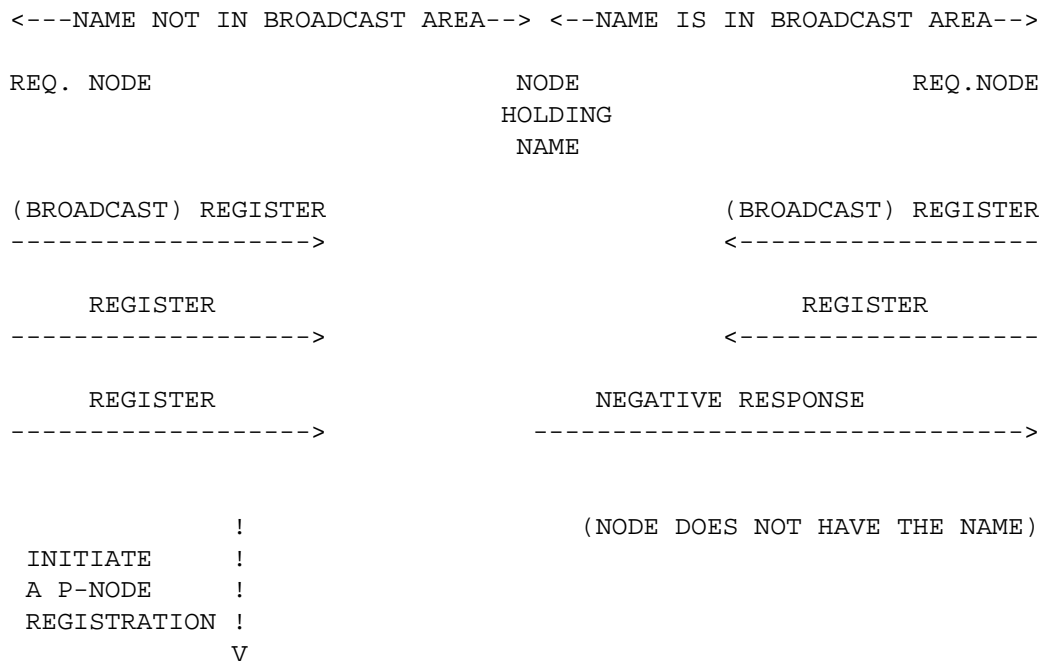 <---NAME NOT IN BROADCAST AREA--> <--NAME IS IN BROADCAST AREA-->
REQ. NODE                       NODE                     REQ.NODE
                               HOLDING
                                NAME
(BROADCAST) REGISTER                         (BROADCAST) REGISTER
------------------->                         <-------------------
     REGISTER                                     REGISTER
------------------->                         <-------------------
     REGISTER                        NEGATIVE RESPONSE
------------------->             ------------------------------->
              !                     (NODE DOES NOT HAVE THE NAME)
 INITIATE     !
 A P-NODE     !
 REGISTRATION !
              V